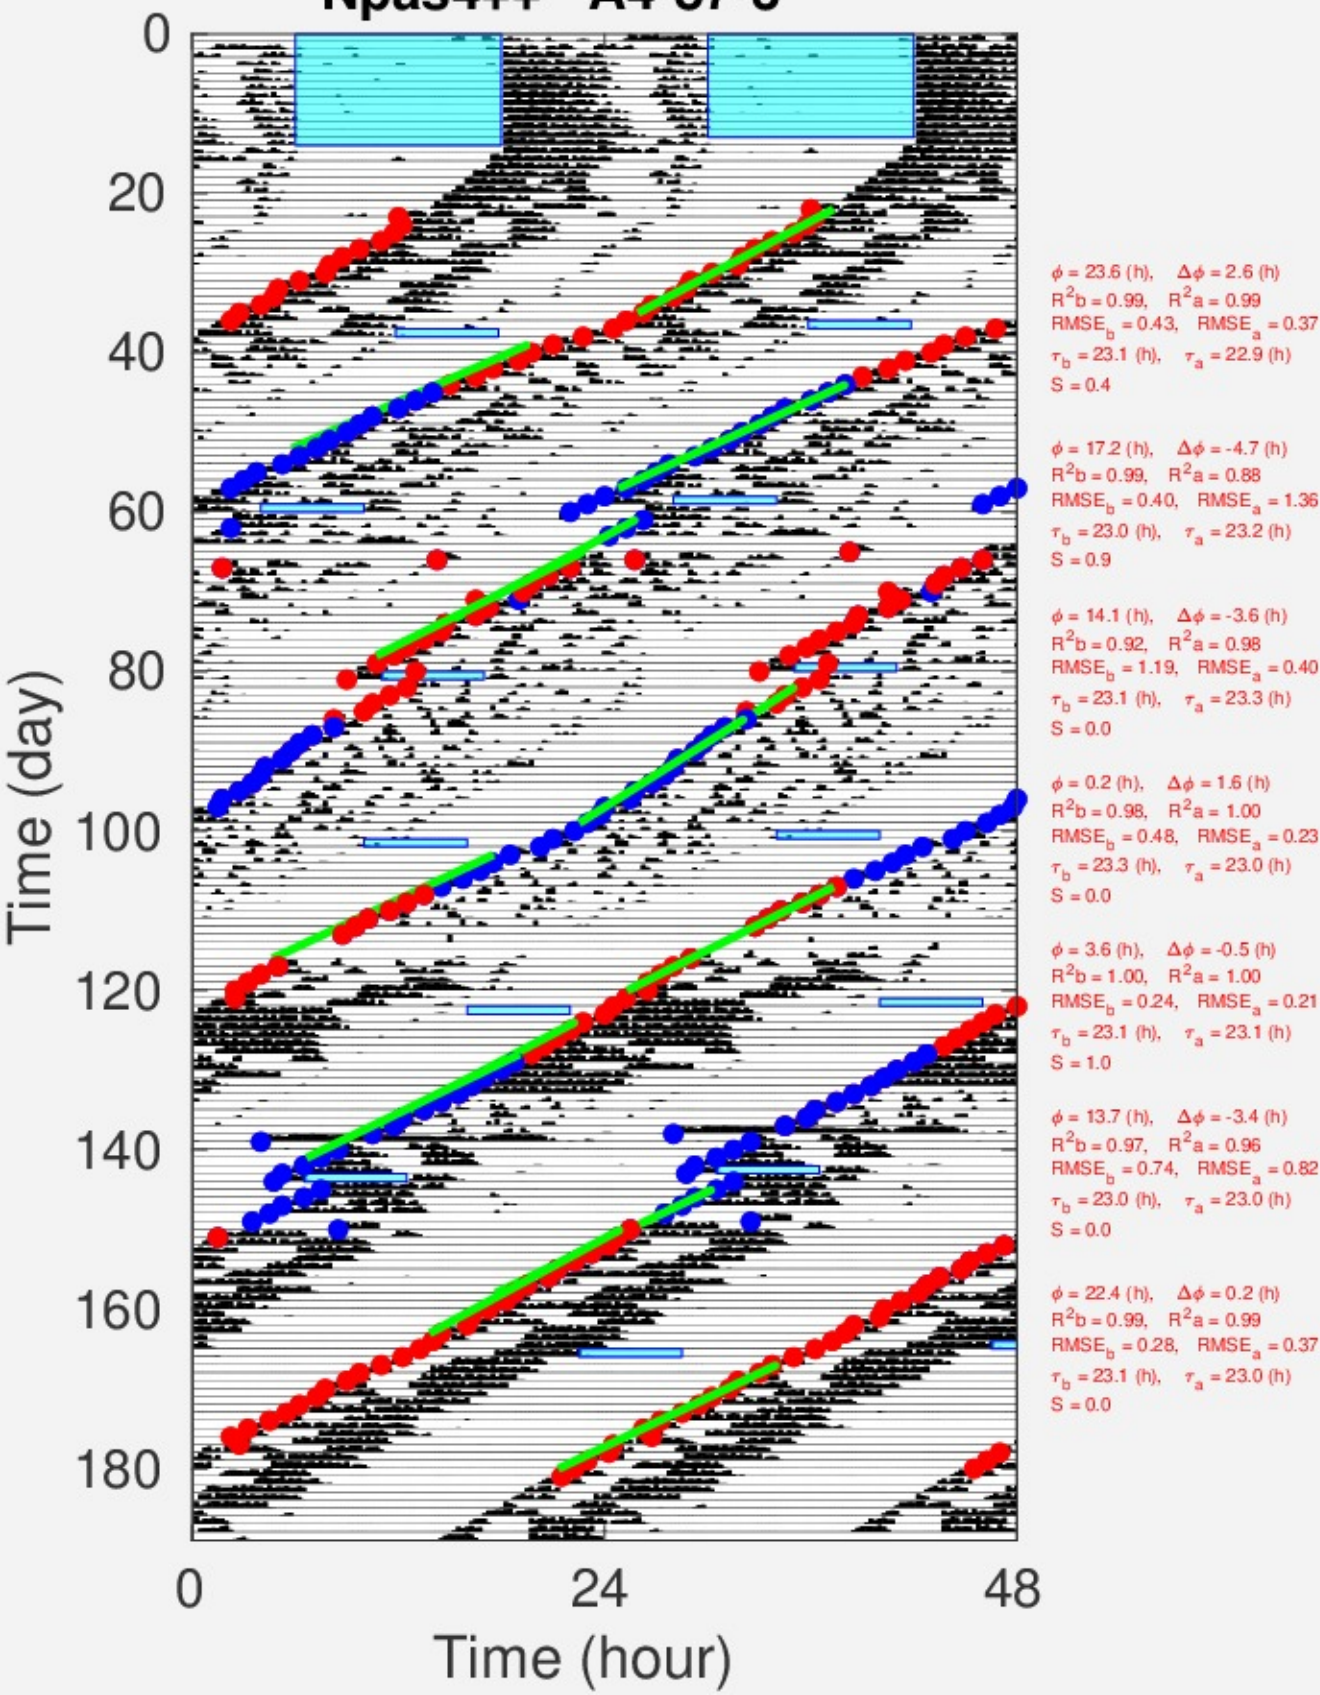 0
20
40
60
80
100
120
140
160
180
Time (day)
0 24 48
Time (hour)
ϕ = 23.6 (h), Δϕ = 2.6 (h)
R²b = 0.99, R²a = 0.99
RMSE_b = 0.43, RMSE_a = 0.37
τ_b = 23.1 (h), τ_a = 22.9 (h)
S = 0.4
ϕ = 17.2 (h), Δϕ = -4.7 (h)
R²b = 0.99, R²a = 0.88
RMSE_b = 0.40, RMSE_a = 1.36
τ_b = 23.0 (h), τ_a = 23.2 (h)
S = 0.9
ϕ = 14.1 (h), Δϕ = -3.6 (h)
R²b = 0.92, R²a = 0.98
RMSE_b = 1.19, RMSE_a = 0.40
τ_b = 23.1 (h), τ_a = 23.3 (h)
S = 0.0
ϕ = 0.2 (h), Δϕ = 1.6 (h)
R²b = 0.98, R²a = 1.00
RMSE_b = 0.48, RMSE_a = 0.23
τ_b = 23.3 (h), τ_a = 23.0 (h)
S = 0.0
ϕ = 3.6 (h), Δϕ = -0.5 (h)
R²b = 1.00, R²a = 1.00
RMSE_b = 0.24, RMSE_a = 0.21
τ_b = 23.1 (h), τ_a = 23.1 (h)
S = 1.0
ϕ = 13.7 (h), Δϕ = -3.4 (h)
R²b = 0.97, R²a = 0.96
RMSE_b = 0.74, RMSE_a = 0.82
τ_b = 23.0 (h), τ_a = 23.0 (h)
S = 0.0
ϕ = 22.4 (h), Δϕ = 0.2 (h)
R²b = 0.99, R²a = 0.99
RMSE_b = 0.28, RMSE_a = 0.37
τ_b = 23.1 (h), τ_a = 23.0 (h)
S = 0.0